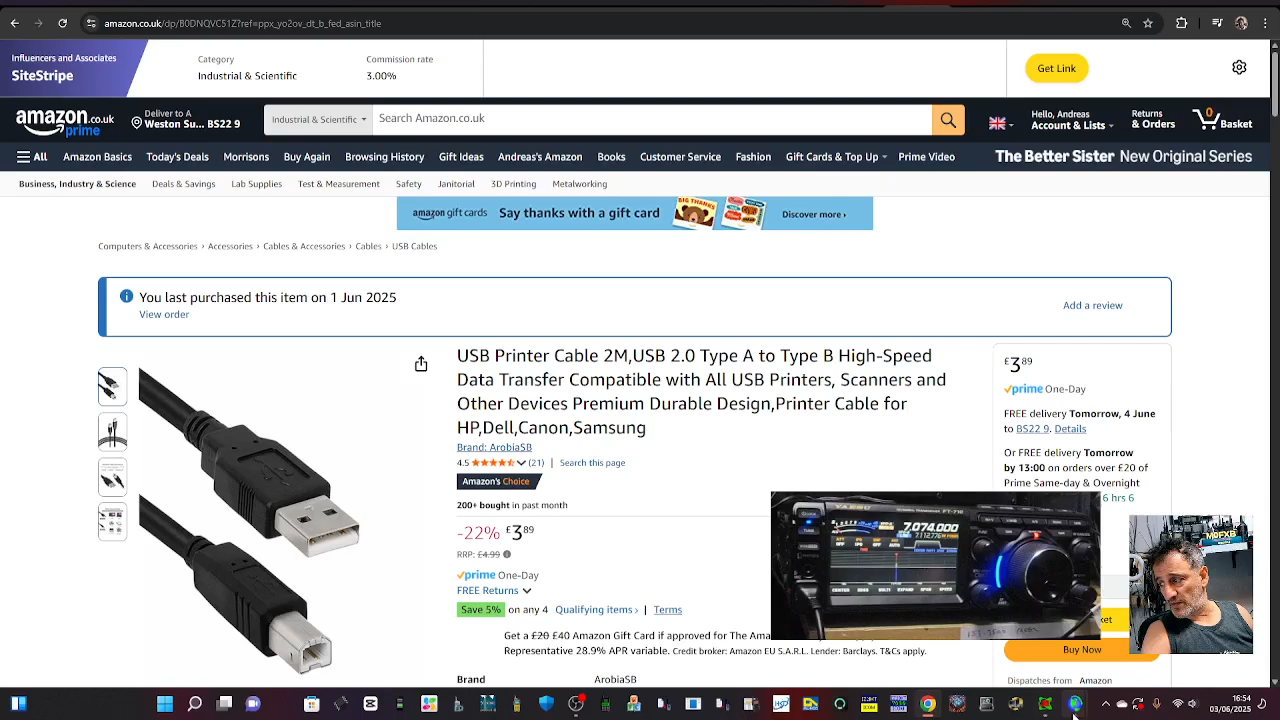 Influencers and Associates
SiteStripe
Category
Industrial & Scientific
Commission rate
3.00%
Get Link
amazon.co.uk
prime
Deliver to A
Weston Su... BS22 9
Industrial & Scientific
Search Amazon.co.uk
Hello, Andreas
Account & Lists
Returns
& Orders
0
Basket
All
Amazon Basics
Today's Deals
Morrisons
Buy Again
Browsing History
Gift Ideas
Andreas's Amazon
Books
Customer Service
Fashion
Gift Cards & Top Up
Prime Video
The Better Sister New Original Series
Business, Industry & Science
Deals & Savings
Lab Supplies
Test & Measurement
Safety
Janitorial
3D Printing
Metalworking
amazon gift cards
Say thanks with a gift card
BIG THANKS
Discover more ›
Computers & Accessories › Accessories › Cables & Accessories › Cables › USB Cables
You last purchased this item on 1 Jun 2025
View order
Add a review
USB Printer Cable 2M,USB 2.0 Type A to Type B High-Speed
Data Transfer Compatible with All USB Printers, Scanners and
Other Devices Premium Durable Design,Printer Cable for
HP,Dell,Canon,Samsung
Brand: ArobiaSB
4.5
(21) | Search this page
Amazon's Choice
200+ bought in past month
-22% £3 89
RRP: £4.99
prime One-Day
FREE Returns
Save 5% on any 4 Qualifying items › | Terms
Get a £20 £40 Amazon Gift Card if approved for The Ama
Representative 28.9% APR variable. Credit broker: Amazon EU S.A.R.L. Lender: Barclays. T&Cs apply.
Brand ArobiaSB
£3 89
prime One-Day
FREE delivery Tomorrow, 4 June
to BS22 9. Details
Or FREE delivery Tomorrow
by 13:00 on orders over £20 of
Prime Same-day & Overnight
6 hrs 6
Buy Now
Dispatches from Amazon
YAESU
FT-710
7.074.000
M0FXB
16:54